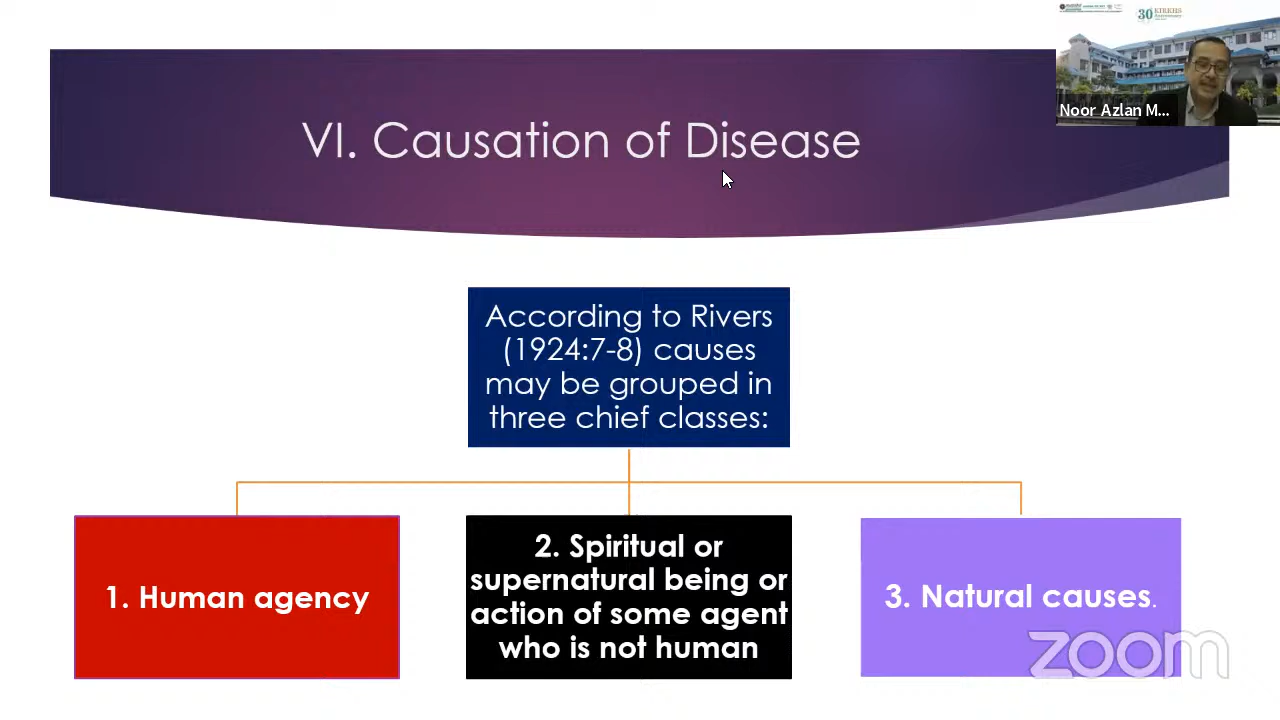 30
Noor Azlan M...
VI. Causation of Disease
According to Rivers
(1924:7-8) causes
may be grouped in
three chief classes:
1. Human agency
2. Spiritual or
supernatural being or
action of some agent
who is not human
3. Natural causes.
zoom